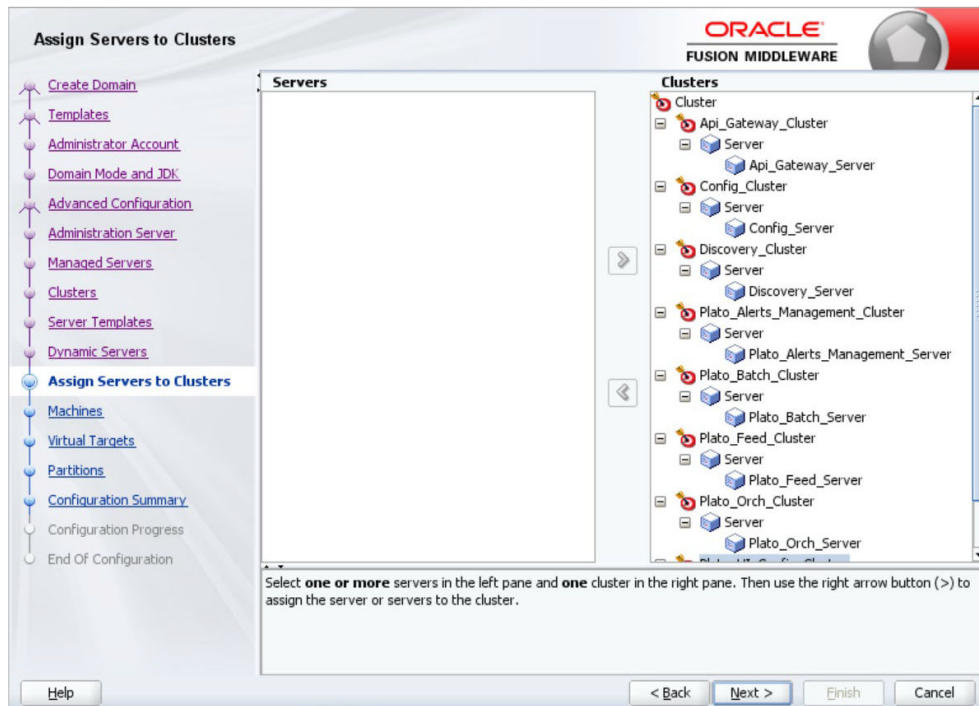 Assign Servers to Clusters
ORACLE
FUSION MIDDLEWARE
Create Domain
Templates
Administrator Account
Domain Mode and JDK
Advanced Configuration
Administration Server
Managed Servers
Clusters
Server Templates
Dynamic Servers
Assign Servers to Clusters
Machines
Virtual Targets
Partitions
Configuration Summary
Configuration Progress
End Of Configuration
Servers
Clusters
Cluster
Api_Gateway_Cluster
Server
Api_Gateway_Server
Config_Cluster
Server
Config_Server
Discovery_Cluster
Server
Discovery_Server
Plato_Alerts_Management_Cluster
Server
Plato_Alerts_Management_Server
Plato_Batch_Cluster
Server
Plato_Batch_Server
Plato_Feed_Cluster
Server
Plato_Feed_Server
Plato_Orch_Cluster
Server
Plato_Orch_Server
Select one or more servers in the left pane and one cluster in the right pane. Then use the right arrow button (>) to
assign the server or servers to the cluster.
Help
< Back
Next >
Finish
Cancel